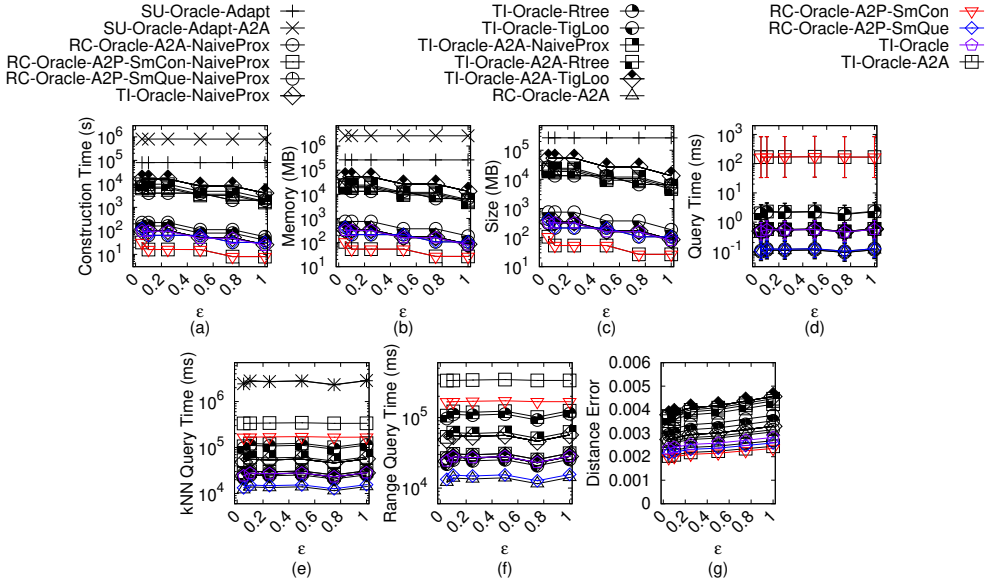 SU-Oracle-Adapt
SU-Oracle-Adapt-A2A
RC-Oracle-A2A-NaiveProx
RC-Oracle-A2P-SmCon-NaiveProx
RC-Oracle-A2P-SmQue-NaiveProx
TI-Oracle-NaiveProx
TI-Oracle-Rtree
TI-Oracle-TigLoo
TI-Oracle-A2A-NaiveProx
TI-Oracle-A2A-Rtree
TI-Oracle-A2A-TigLoo
RC-Oracle-A2A
RC-Oracle-A2P-SmCon
RC-Oracle-A2P-SmQue
TI-Oracle
TI-Oracle-A2A
Construction Time (s)
10^6
10^5
10^4
10^3
10^2
10^1
0
0.2
0.4
0.6
0.8
1
ε
(a)
Memory (MB)
10^6
10^5
10^4
10^3
10^2
10^1
0
0.2
0.4
0.6
0.8
1
ε
(b)
Size (MB)
10^5
10^4
10^3
10^2
10^1
0
0.2
0.4
0.6
0.8
1
ε
(c)
Query Time (ms)
10^3
10^2
10^1
10^0
10^-1
0
0.2
0.4
0.6
0.8
1
ε
(d)
kNN Query Time (ms)
10^6
10^5
10^4
0
0.2
0.4
0.6
0.8
1
ε
(e)
Range Query Time (ms)
10^5
10^4
0
0.2
0.4
0.6
0.8
1
ε
(f)
Distance Error
0.006
0.005
0.004
0.003
0.002
0
0
0.2
0.4
0.6
0.8
1
ε
(g)